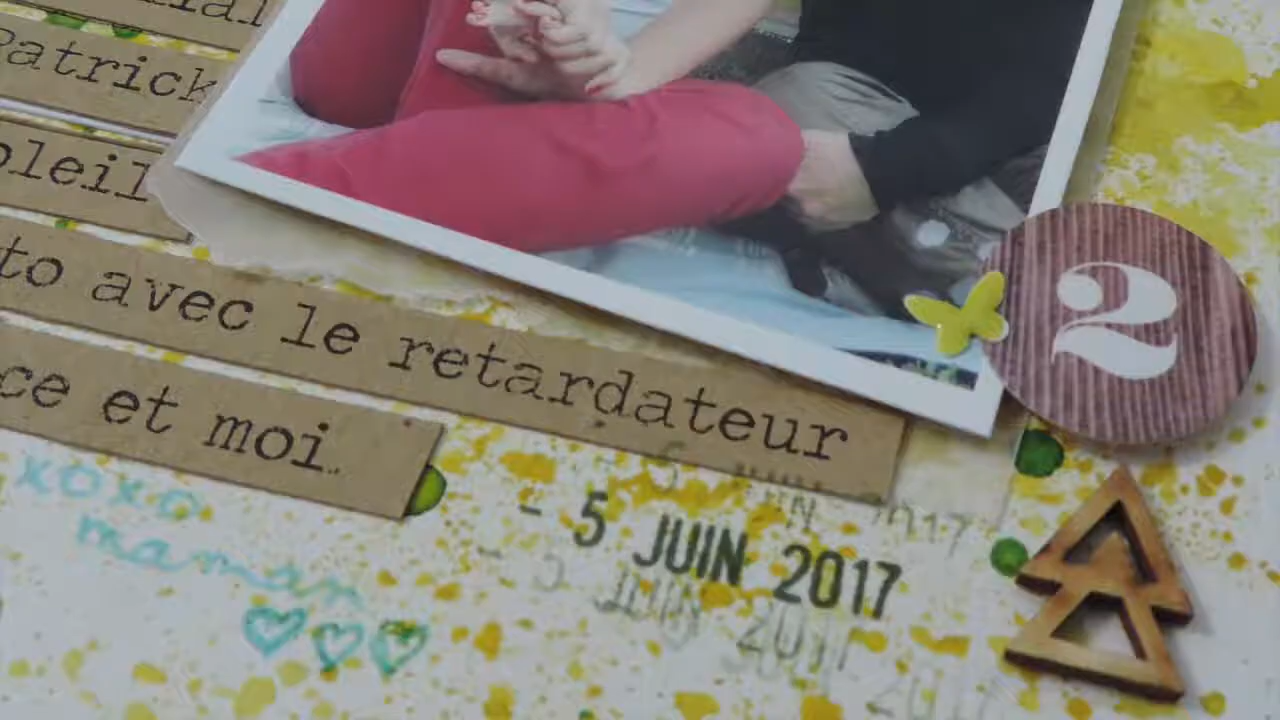 Patrick
oleil
to avec le retardateur
ce et moi
xoxo
maman
- 5 JUIN 2017
2